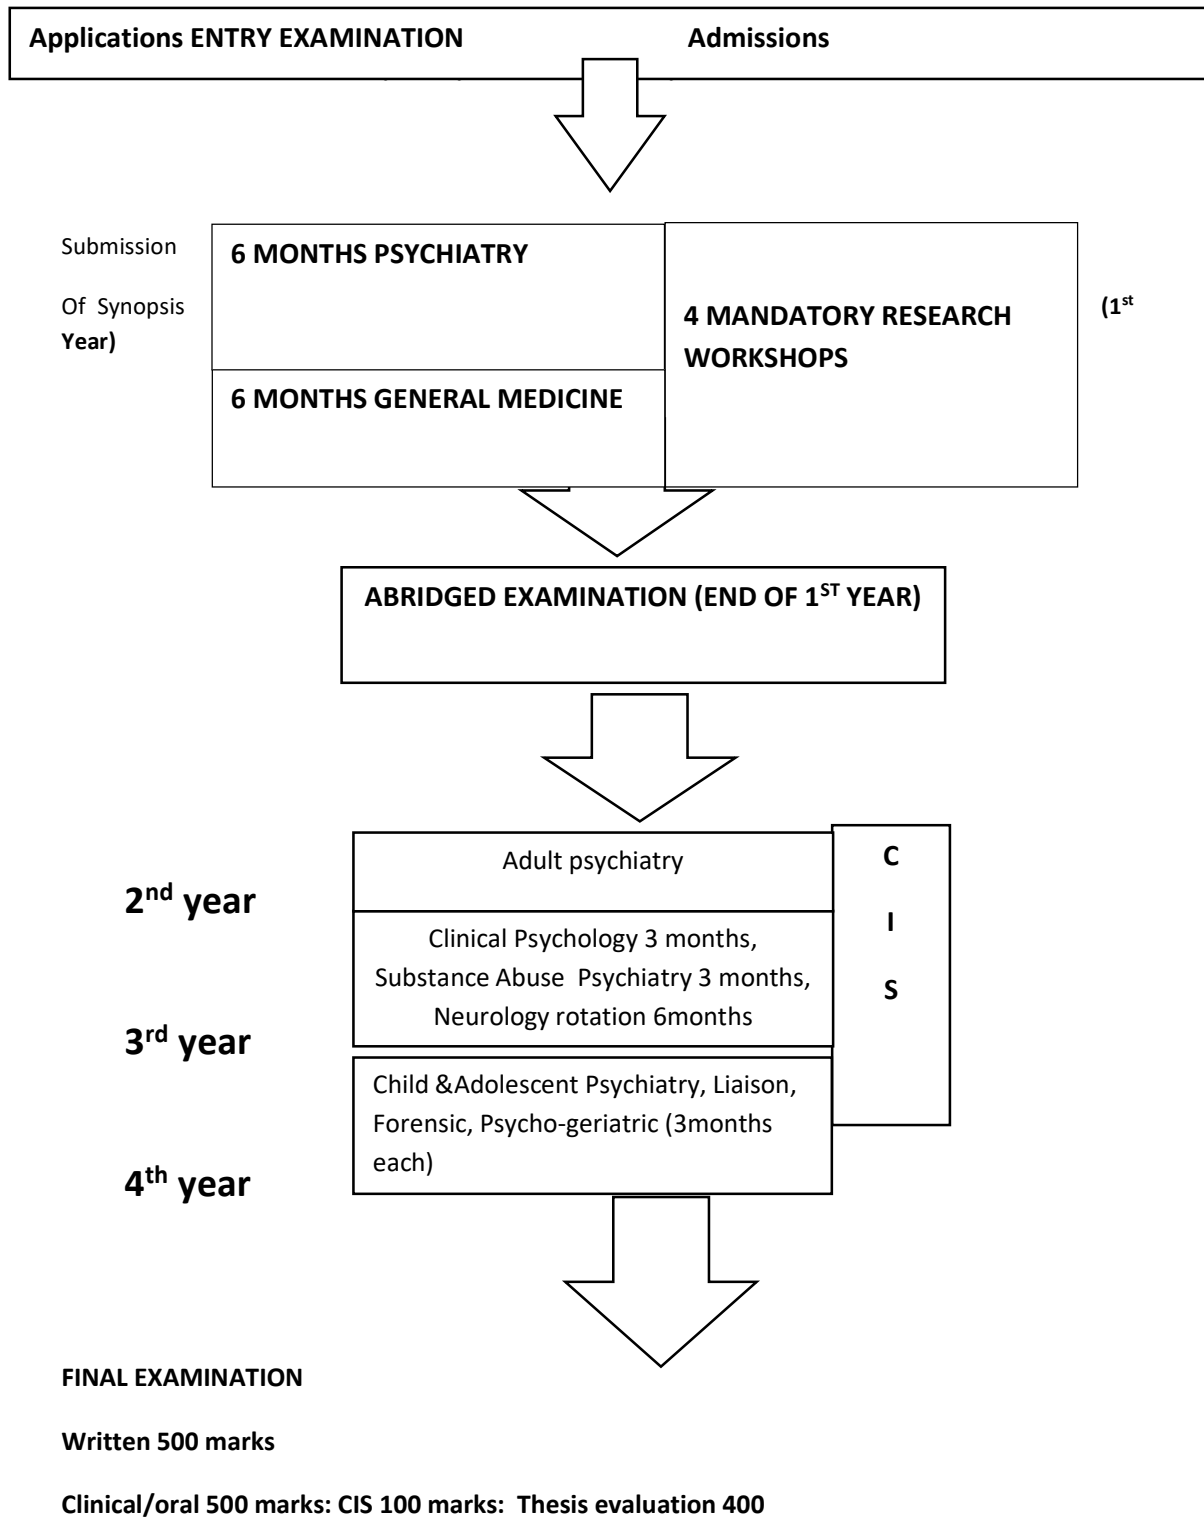 Applications ENTRY EXAMINATION Admissions
Submission
Of Synopsis
Year)
6 MONTHS PSYCHIATRY
6 MONTHS GENERAL MEDICINE
4 MANDATORY RESEARCH
WORKSHOPS
(1st
ABRIDGED EXAMINATION (END OF 1ST YEAR)
2nd year
Adult psychiatry
Clinical Psychology 3 months,
Substance Abuse Psychiatry 3 months,
Neurology rotation 6months
3rd year
Child &Adolescent Psychiatry, Liaison,
Forensic, Psycho-geriatric (3months
each)
4th year
C
I
S
FINAL EXAMINATION
Written 500 marks
Clinical/oral 500 marks: CIS 100 marks: Thesis evaluation 400